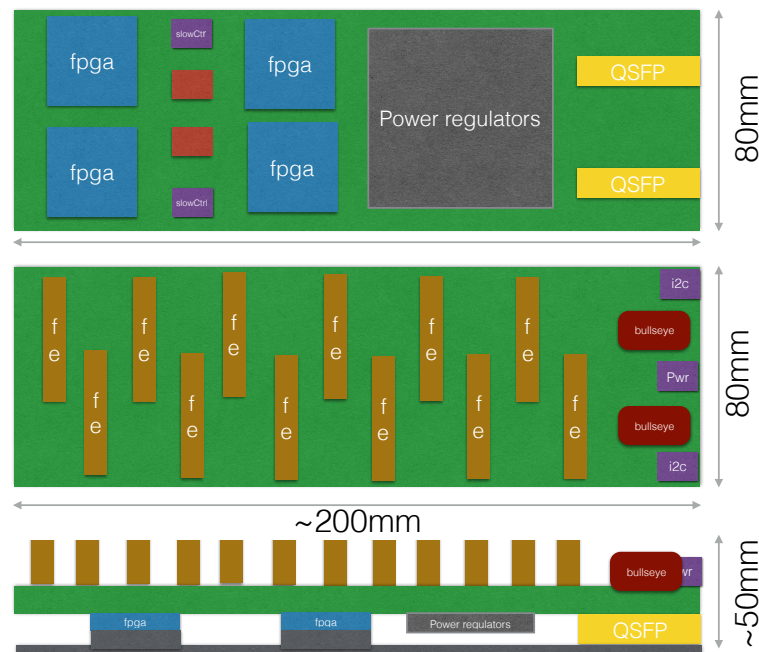 fpga
slowCtr
fpga
Power regulators
QSFP
fpga
slowCtrl
fpga
QSFP
80mm
f
e
f
e
f
e
f
e
f
e
f
e
f
e
f
e
f
e
f
e
f
e
f
e
i2c
bullseye
Pwr
bullseye
i2c
80mm
~200mm
bullseye
wr
fpga
fpga
Power regulators
QSFP
~50mm